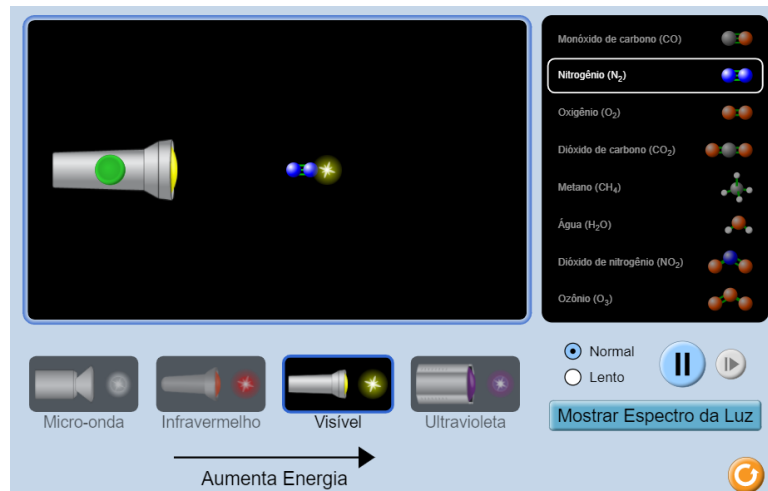 Monóxido de carbono (CO)
Nitrogênio (N₂)
Oxigênio (O₂)
Dióxido de carbono (CO₂)
Metano (CH₄)
Água (H₂O)
Dióxido de nitrogênio (NO₂)
Ozônio (O₃)
Normal
Lento
Micro-onda
Infravermelho
Visível
Ultravioleta
Mostrar Espectro da Luz
Aumenta Energia